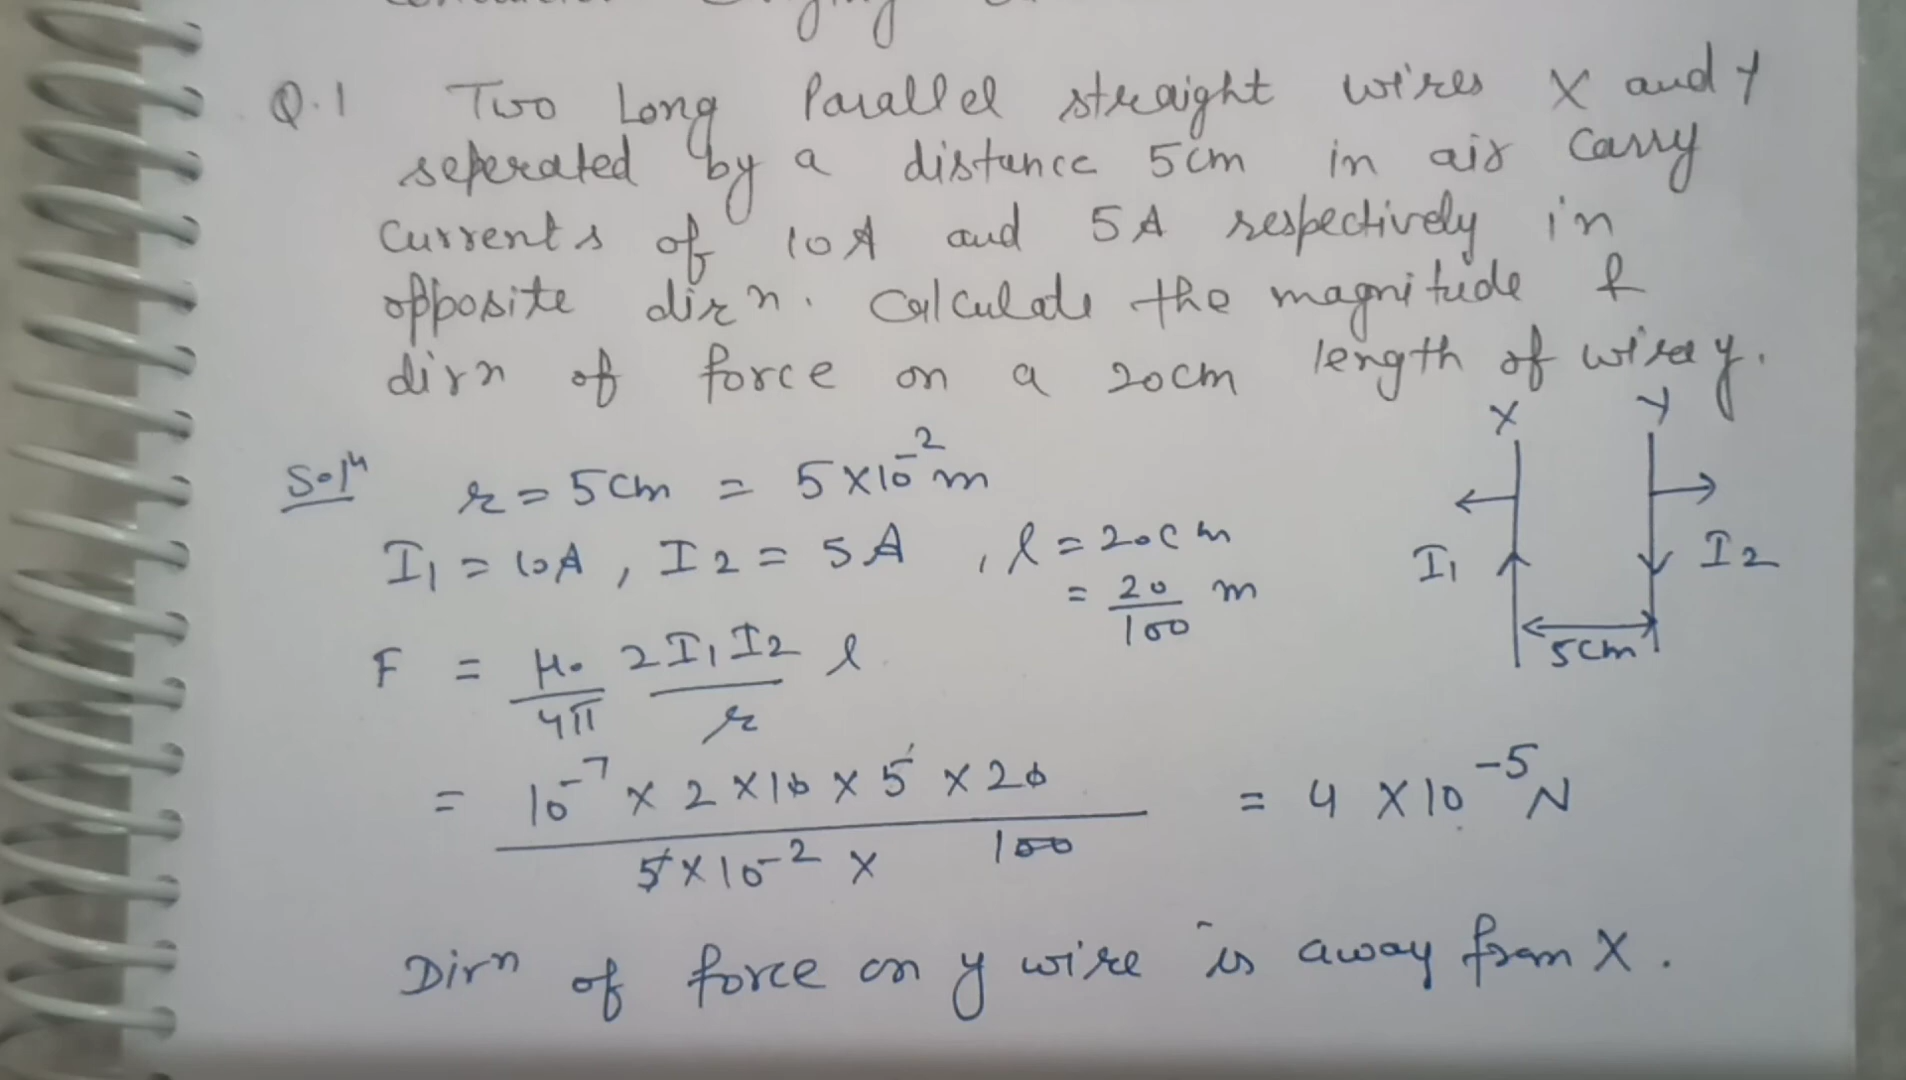 Q.1 Two Long Parallel straight wires X and Y
seperated by a distance 5cm in air carry
currents of 10A and 5A respectively in
opposite dirn. Calculate the magnitude &
dirn of force on a 20cm length of wire y.
X Y
Soln r = 5cm = 5×10⁻² m
I₁ = 10A, I₂ = 5A, l = 20cm
= 20/100 m
I₁ I₂
5cm
F = μ₀/4π 2I₁I₂/r l
= 10⁻⁷ × 2 × 10 × 5 × 20 / 5×10⁻² × 100 = 4 × 10⁻⁵ N
Dirn of force on y wire is away from X.